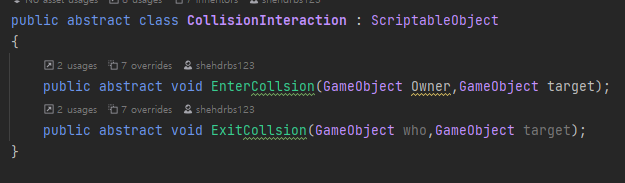 No asset usages 6 usages 7 inheritors shehdrbs123
public abstract class CollisionInteraction : ScriptableObject
{
2 usages 7 overrides shehdrbs123
public abstract void EnterCollsion(GameObject Owner,GameObject target);
2 usages 7 overrides shehdrbs123
public abstract void ExitCollsion(GameObject who,GameObject target);
}